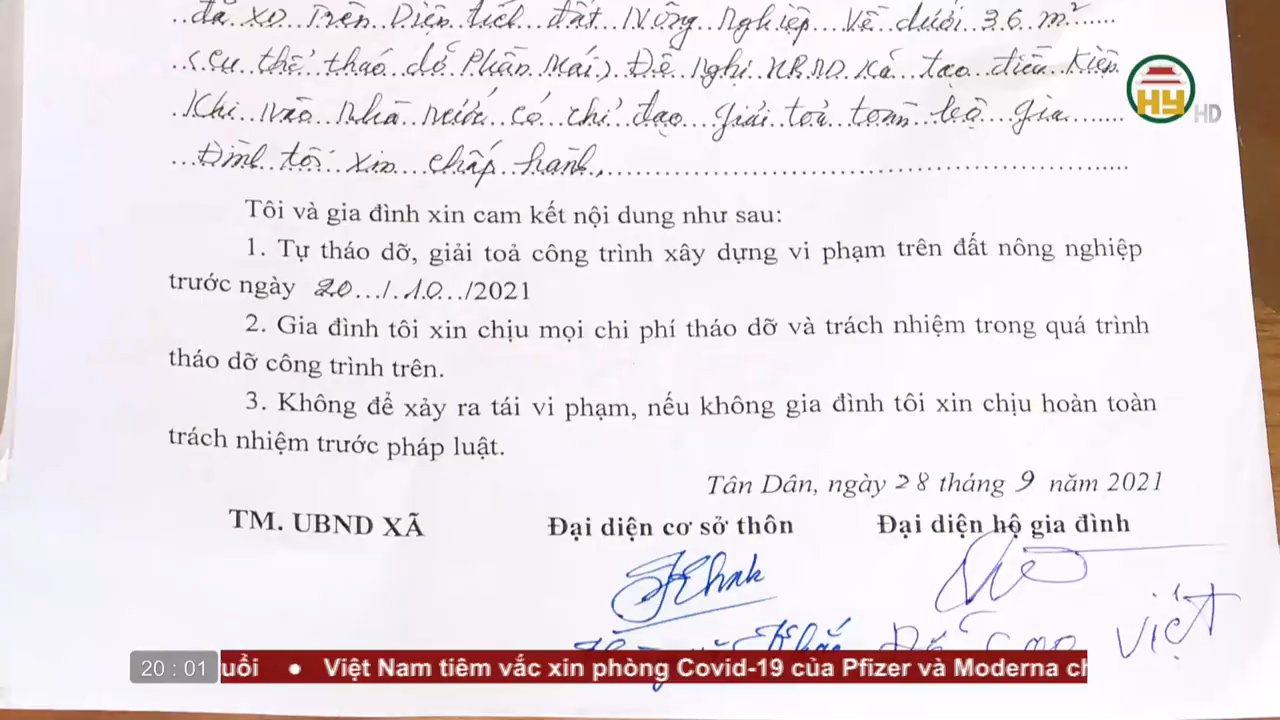 đã xd Trên Diện tích đất Nông Nghiệp Về dưới 36 m²
(cụ thể tháo dỡ Phần Mái) Đề Nghị UBND Xã tạo điều Kiện
Khi Nào Nhà Nước có chỉ đạo giải toả toàn bộ gia
Đình tôi xin chấp hành.
HY HD
Tôi và gia đình xin cam kết nội dung như sau:
1. Tự tháo dỡ, giải toả công trình xây dựng vi phạm trên đất nông nghiệp
trước ngày 20.../.10.../2021
2. Gia đình tôi xin chịu mọi chi phí tháo dỡ và trách nhiệm trong quá trình
tháo dỡ công trình trên.
3. Không để xảy ra tái vi phạm, nếu không gia đình tôi xin chịu hoàn toàn
trách nhiệm trước pháp luật.
Tân Dân, ngày 28 tháng 9 năm 2021
TM. UBND XÃ Đại diện cơ sở thôn Đại diện hộ gia đình
Việt
20 : 01 uổi • Việt Nam tiêm vắc xin phòng Covid-19 của Pfizer và Moderna ch